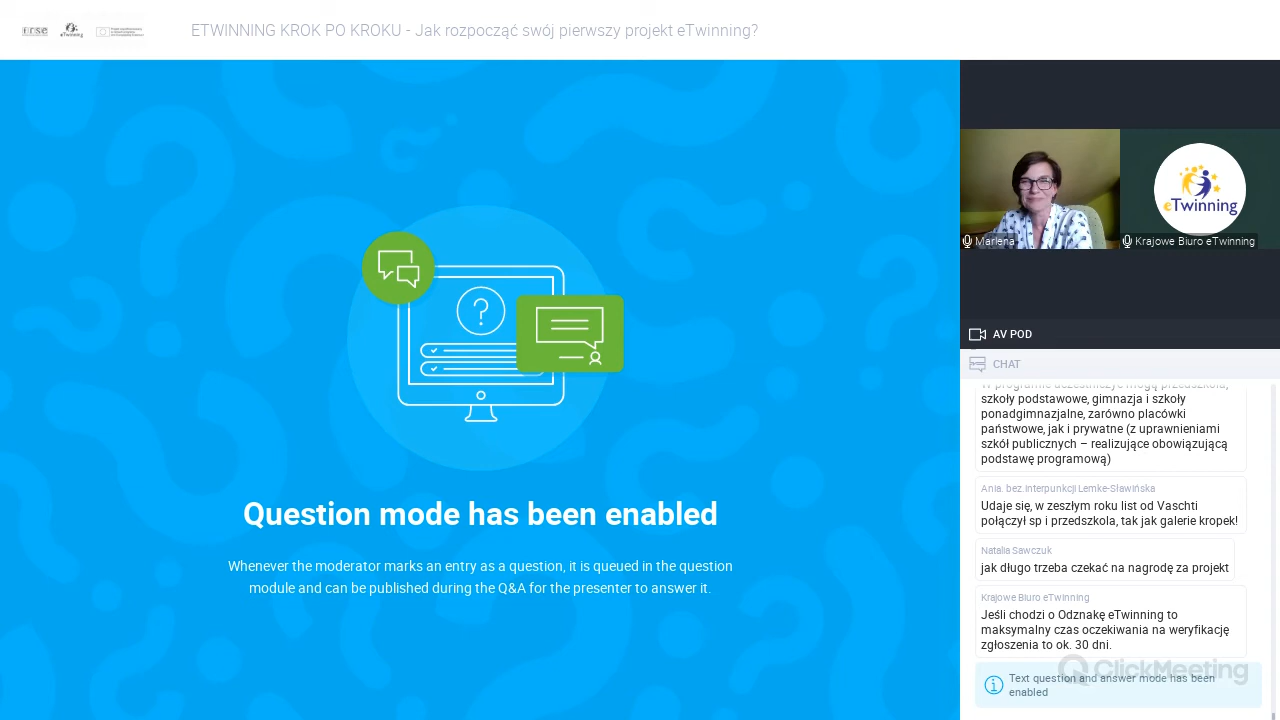 frse
eTwinning
ETWINNING KROK PO KROKU - Jak rozpocząć swój pierwszy projekt eTwinning?
?
Question mode has been enabled
Whenever the moderator marks an entry as a question, it is queued in the question
module and can be published during the Q&A for the presenter to answer it.
eTwinning
Marlena
Krajowe Biuro eTwinning
AV POD
CHAT
W programie uczestniczyć mogą przedszkola,
szkoły podstawowe, gimnazja i szkoły
ponadgimnazjalne, zarówno placówki
państwowe, jak i prywatne (z uprawnieniami
szkół publicznych – realizujące obowiązującą
podstawę programową)
Ania. bez.interpunkcji Lemke-Sławińska
Udaje się, w zeszłym roku list od Vaschti
połączył sp i przedszkola, tak jak galerie kropek!
Natalia Sawczuk
jak długo trzeba czekać na nagrodę za projekt
Krajowe Biuro eTwinning
Jeśli chodzi o Odznakę eTwinning to
maksymalny czas oczekiwania na weryfikację
zgłoszenia to ok. 30 dni.
ClickMeeting
Text question and answer mode has been
enabled